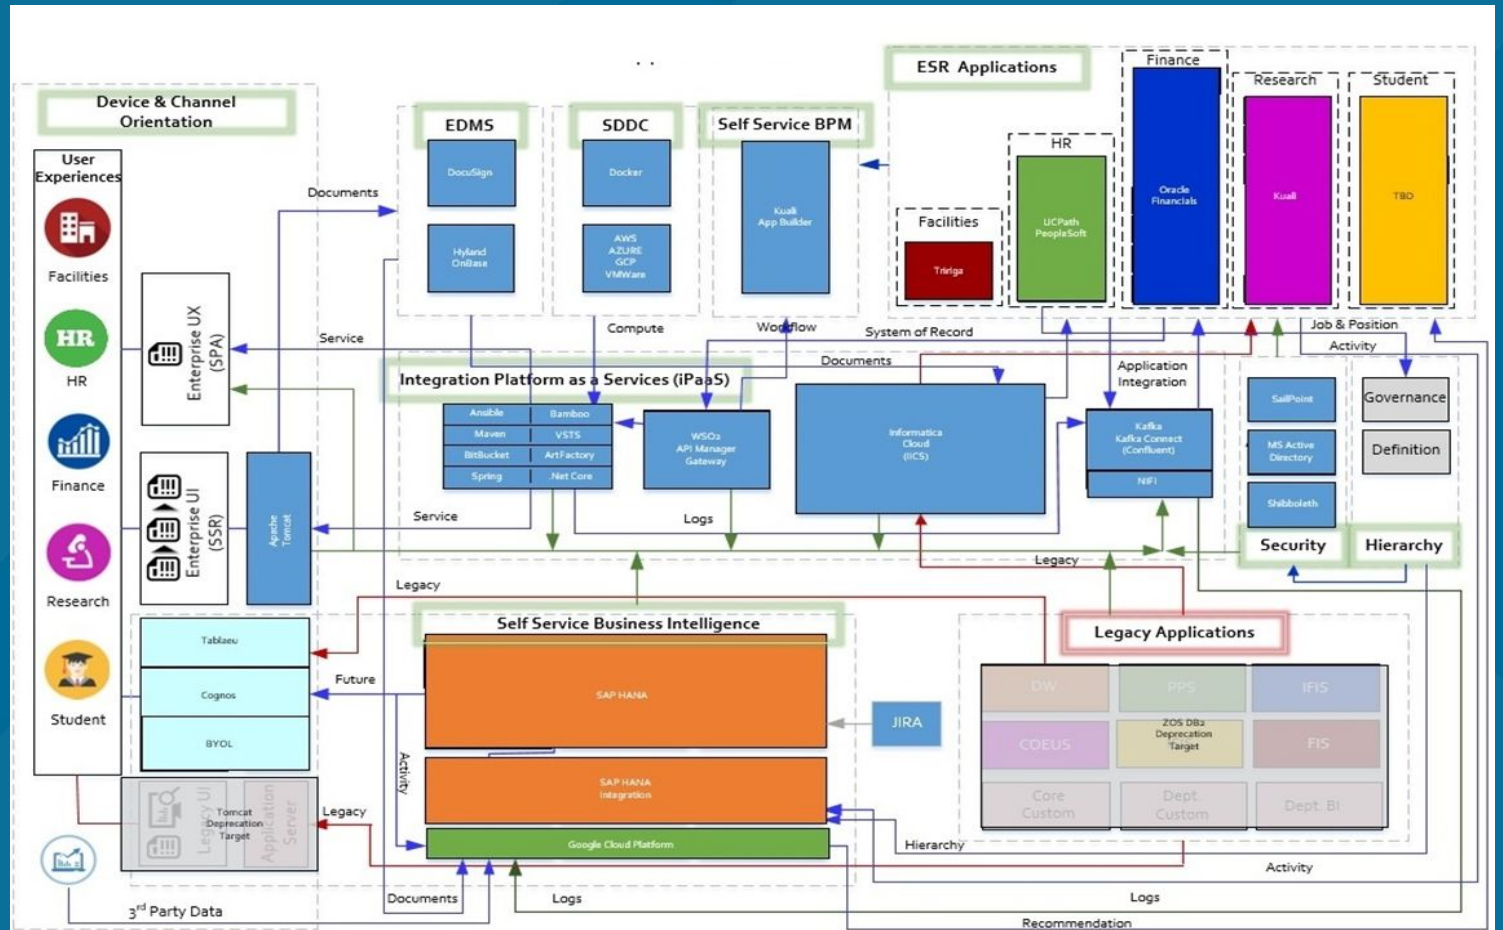 ESR Applications
Finance
Research
Student
Device & Channel
Orientation
EDMS
SDDC
Self Service BPM
HR
User
Experiences
DocuSign
Docker
Kuali
App Builder
Oracle
Financials
Kuali
TBD
Documents
UCPath
PeopleSoft
Facilities
Hyland
OnBase
AWS
AZURE
GCP
VMWare
Tririga
Facilities
Enterprise UX
(SPA)
Service
Compute
Workflow
System of Record
Job & Position
Activity
HR
HR
Integration Platform as a Services (iPaaS)
Documents
Application
Integration
Ansible
Bamboo
Maven
VSTS
BitBucket
ArtFactory
Spring
.Net Core
WSO2
API Manager
Gateway
Informatica
Cloud
(IICS)
Kafka
Kafka Connect
(Confluent)
NIFI
SailPoint
MS Active
Directory
Shibboleth
Governance
Definition
Finance
Enterprise UI
(SSR)
Apache
Tomcat
Service
Logs
Security
Hierarchy
Legacy
Legacy
Research
Self Service Business Intelligence
Legacy Applications
Tablaeu
Cognos
BYOL
Future
SAP HANA
JIRA
DW
PPS
IFIS
COEUS
ZOS DB2
Deprecation
Target
FIS
Core
Custom
Dept.
Custom
Dept. BI
Student
Activity
SAP HANA
Integration
Legacy UI
Application
Server
Tomcat
Deprecation
Target
Legacy
Google Cloud Platform
Hierarchy
Activity
Documents
Logs
Logs
3rd Party Data
Recommendation